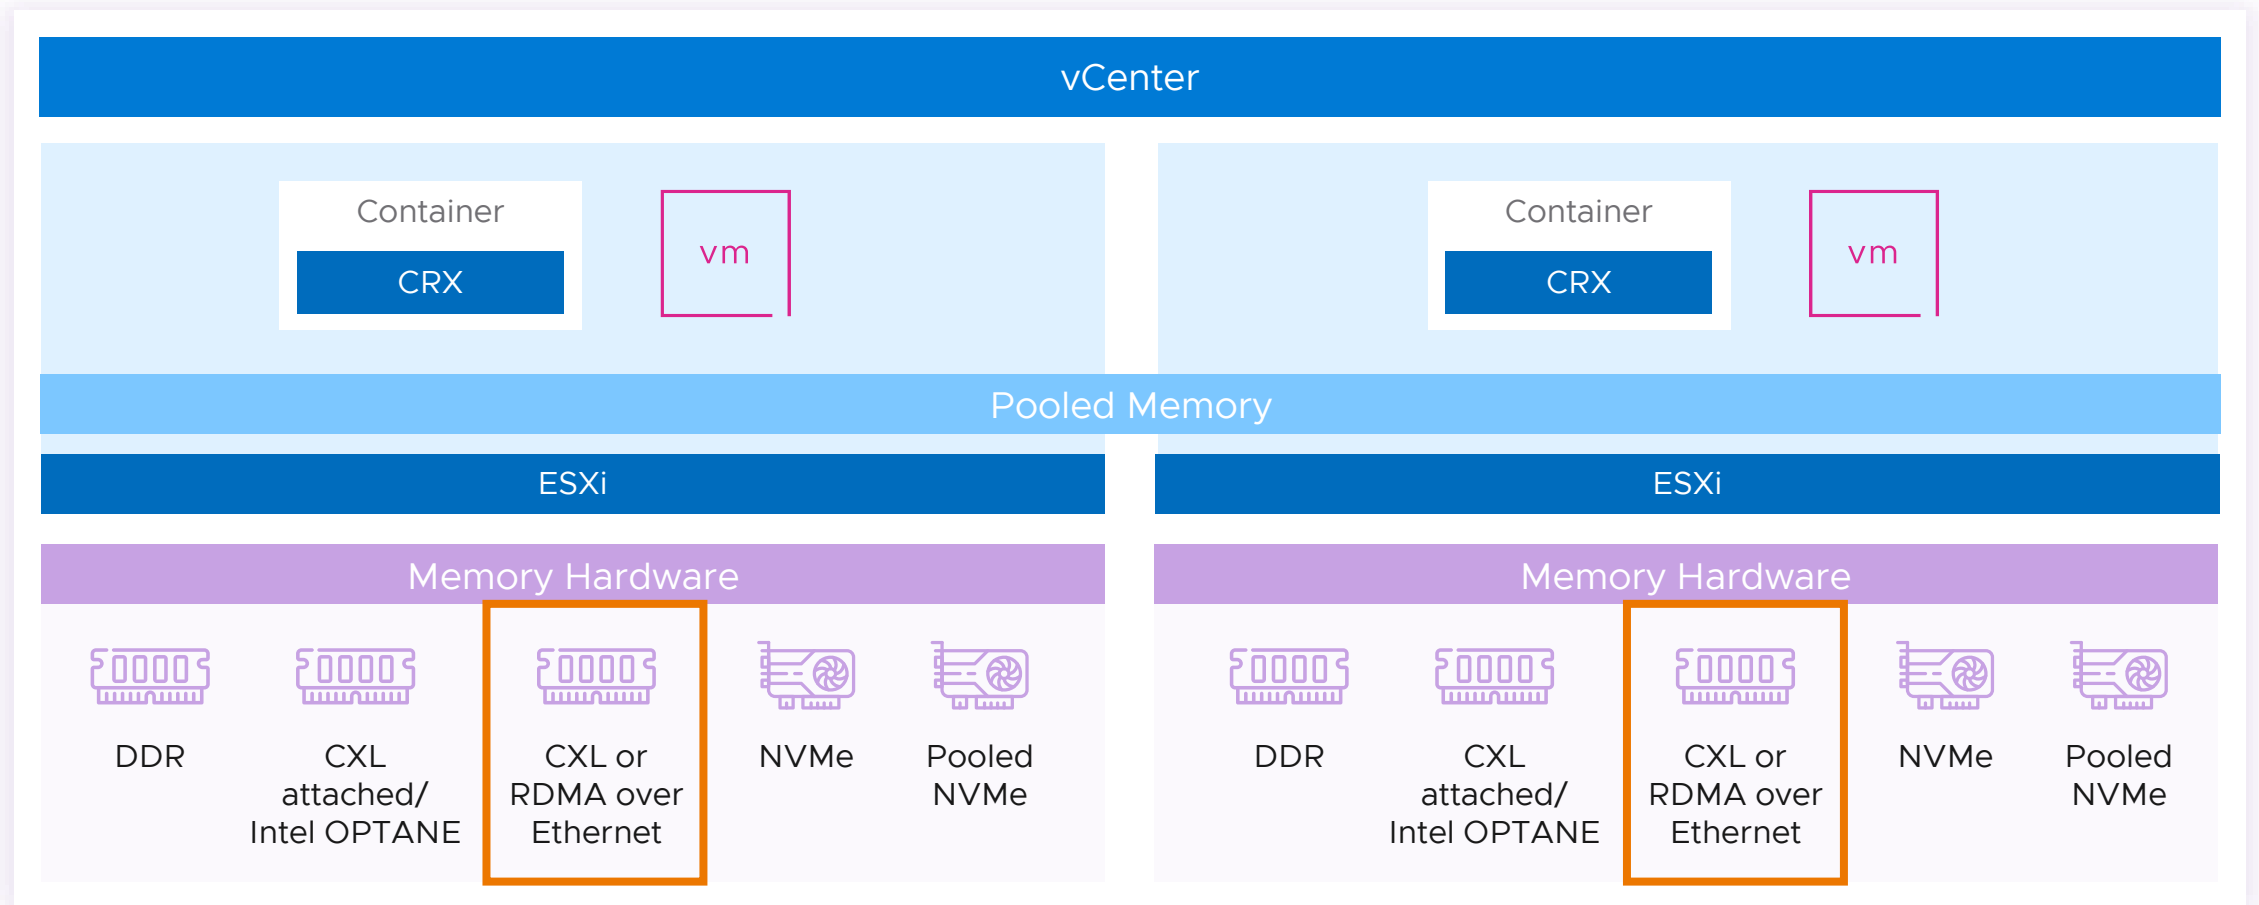 vCenter
Container
CRX
vm
Container
CRX
vm
Pooled Memory
ESXi
ESXi
Memory Hardware
DDR
CXL
attached/
Intel OPTANE
CXL or
RDMA over
Ethernet
NVMe
Pooled
NVMe
Memory Hardware
DDR
CXL
attached/
Intel OPTANE
CXL or
RDMA over
Ethernet
NVMe
Pooled
NVMe